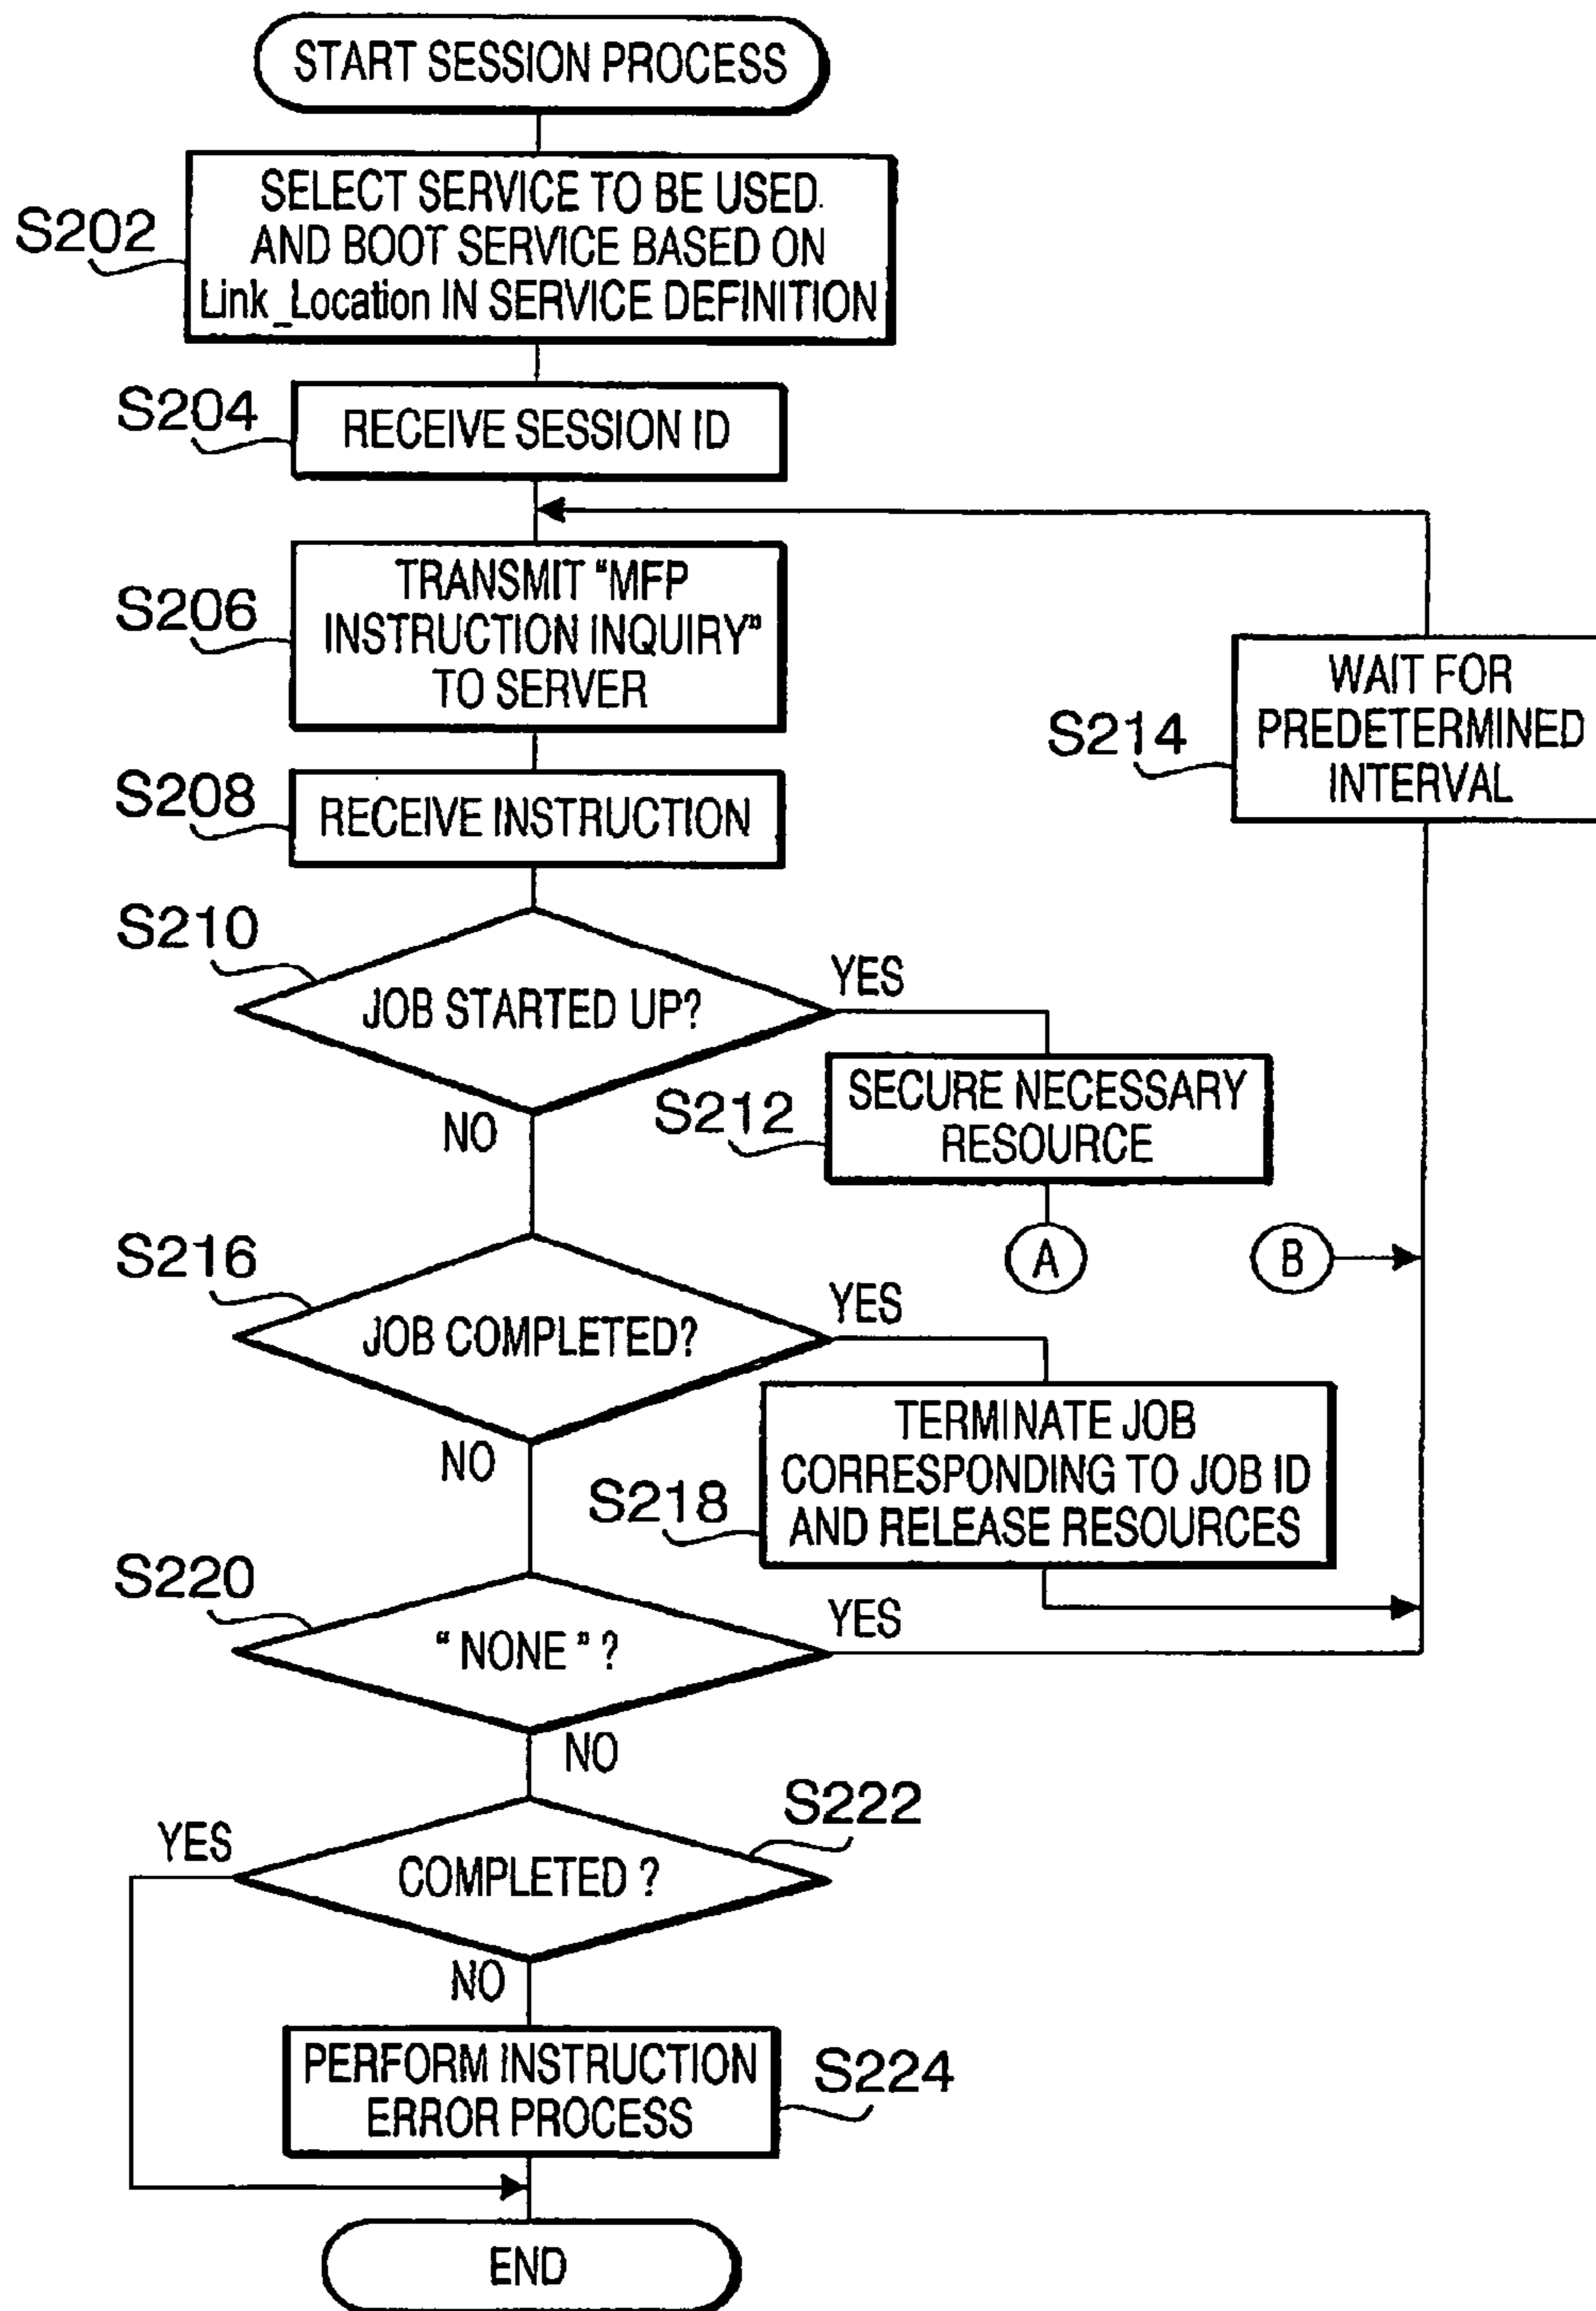 START SESSION PROCESS
S202
SELECT SERVICE TO BE USED
AND BOOT SERVICE BASED ON
Link_Location IN SERVICE DEFINITION
S204
RECEIVE SESSION ID
S206
TRANSMIT "MFP
INSTRUCTION INQUIRY"
TO SERVER
S214
WAIT FOR
PREDETERMINED
INTERVAL
S208
RECEIVE INSTRUCTION
S210
JOB STARTED UP?
YES
NO
S212
SECURE NECESSARY
RESOURCE
A
B
S216
JOB COMPLETED?
YES
NO
S218
TERMINATE JOB
CORRESPONDING TO JOB ID
AND RELEASE RESOURCES
S220
"NONE"?
YES
NO
S222
YES
COMPLETED ?
NO
PERFORM INSTRUCTION
ERROR PROCESS
S224
END